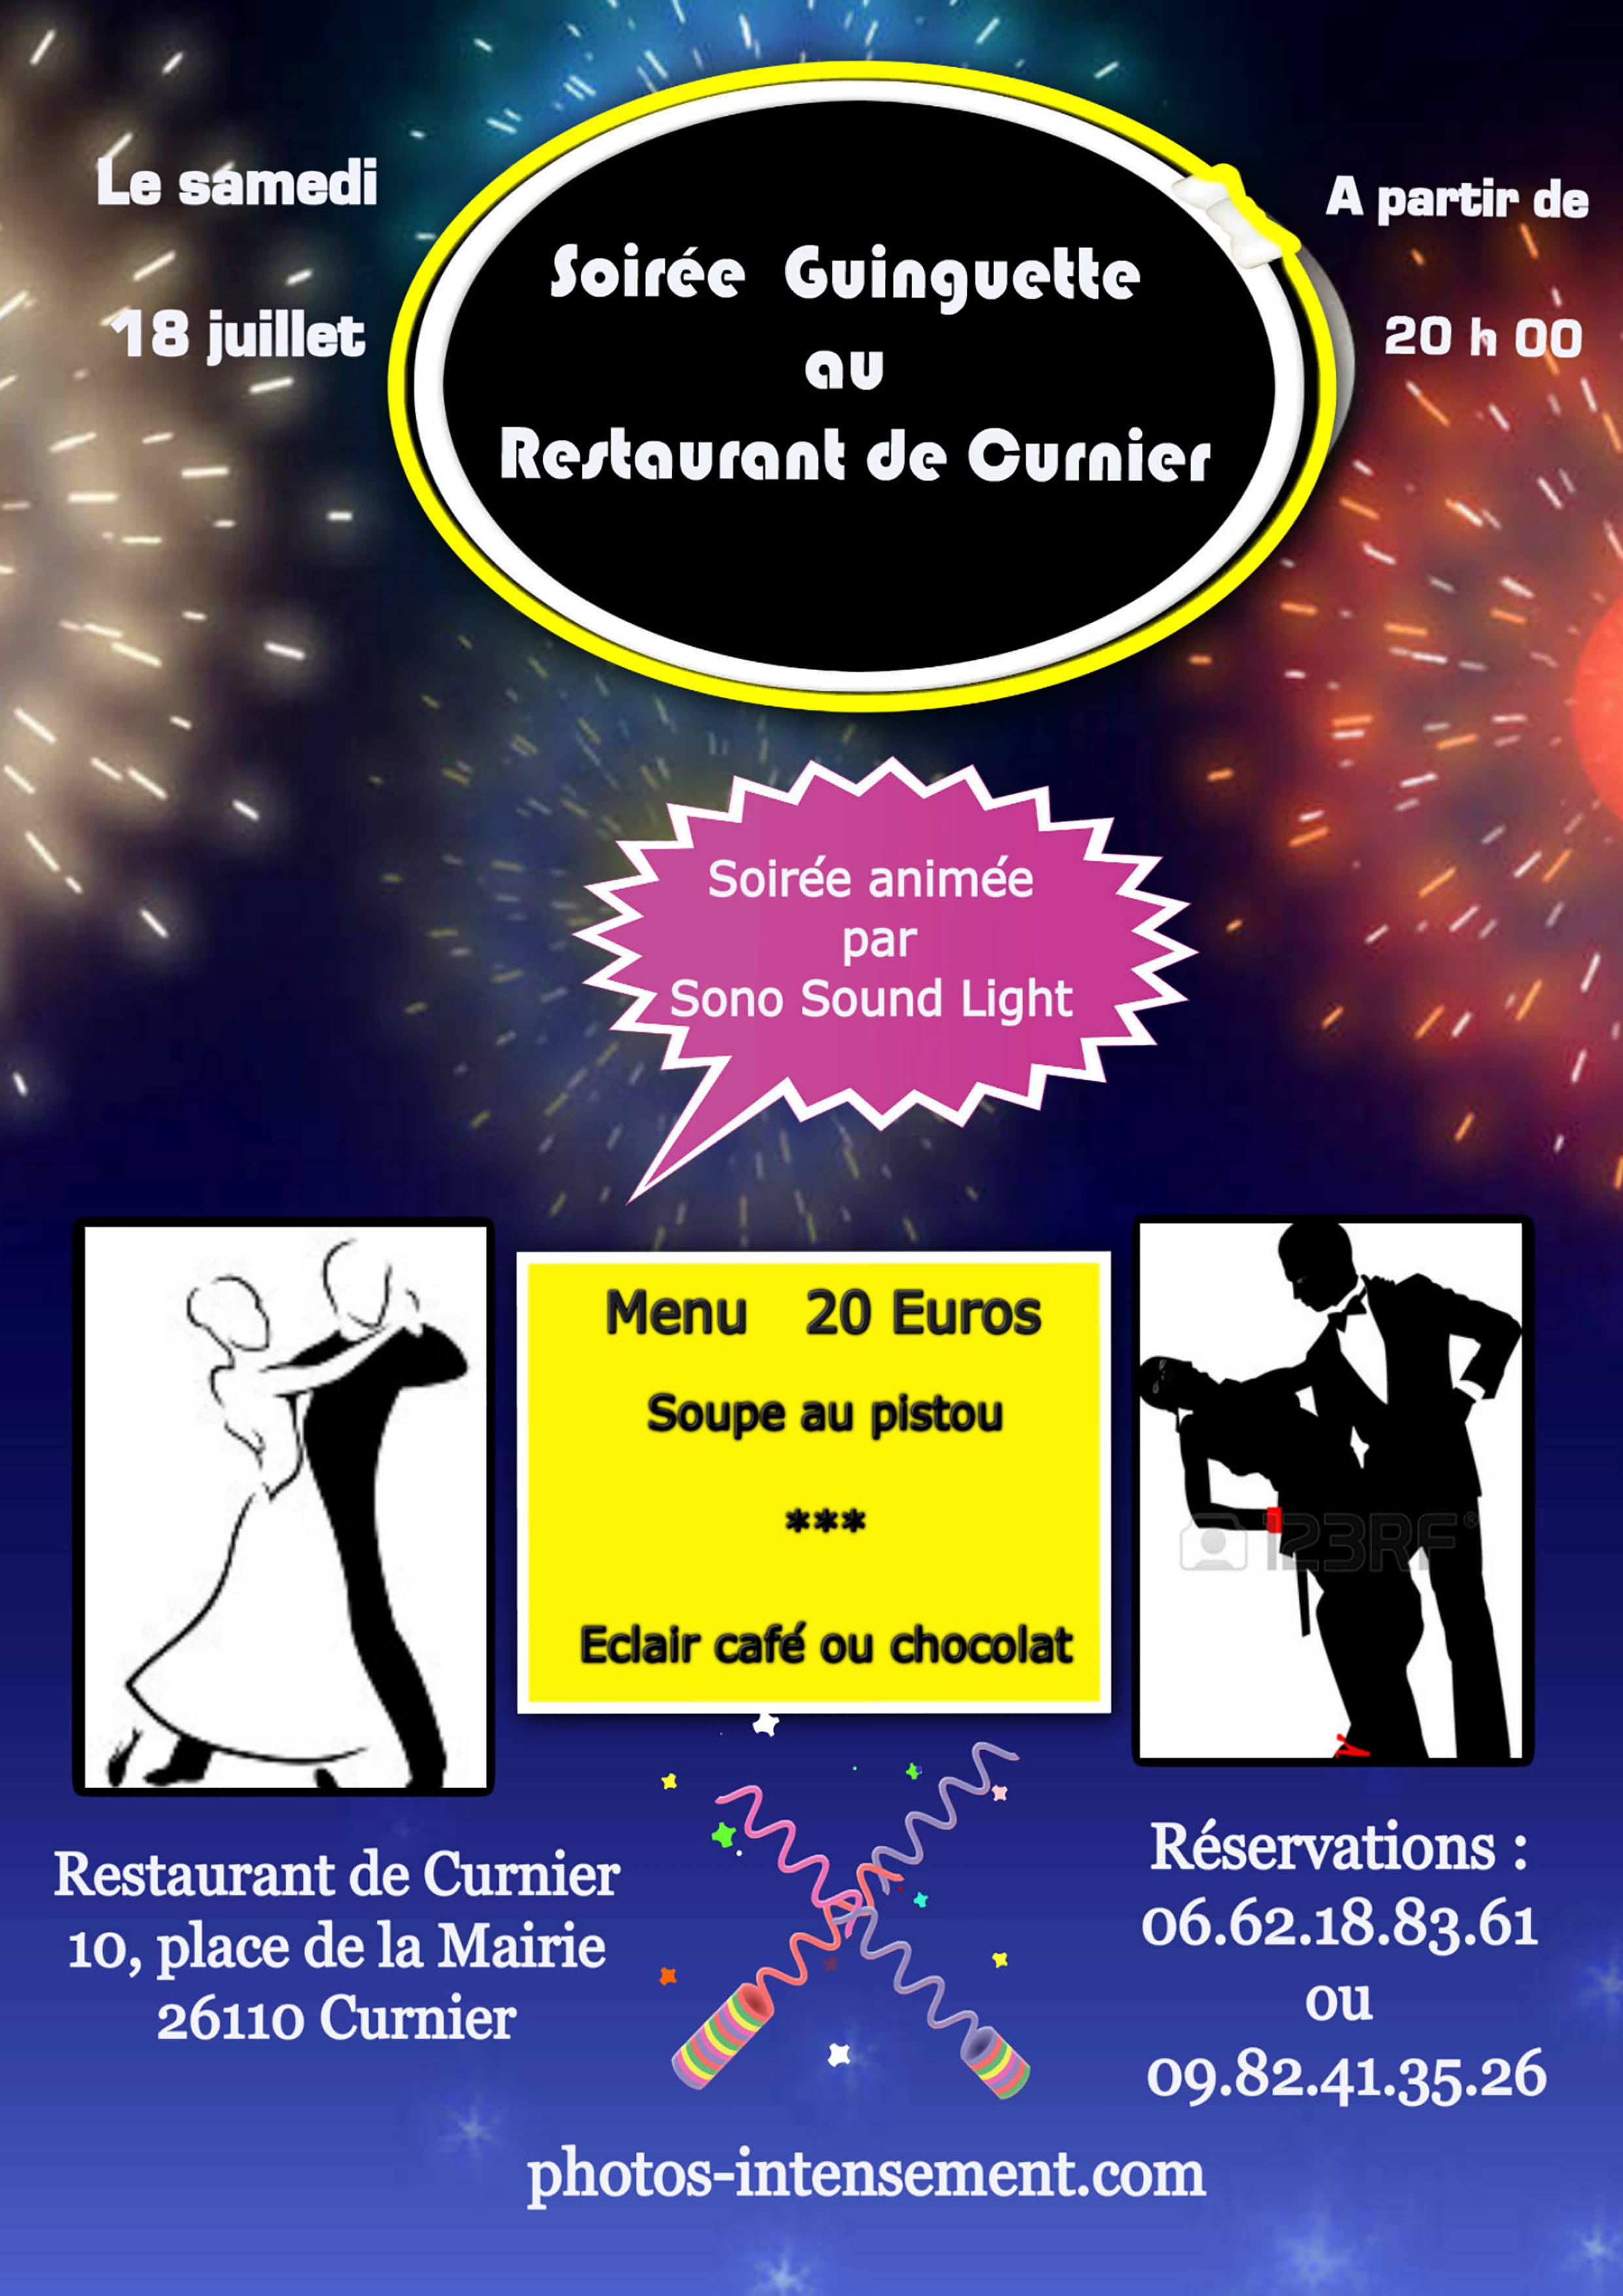 Le samedi
18 juillet
A partir de
20 h 00
Soirée Guinguette
au
Restaurant de Curnier
Soirée animée
par
Sono Sound Light
Menu 20 Euros
Soupe au pistou
***
Eclair café ou chocolat
123RF®
Restaurant de Curnier
10, place de la Mairie
26110 Curnier
Réservations :
06.62.18.83.61
ou
09.82.41.35.26
photos-intensement.com